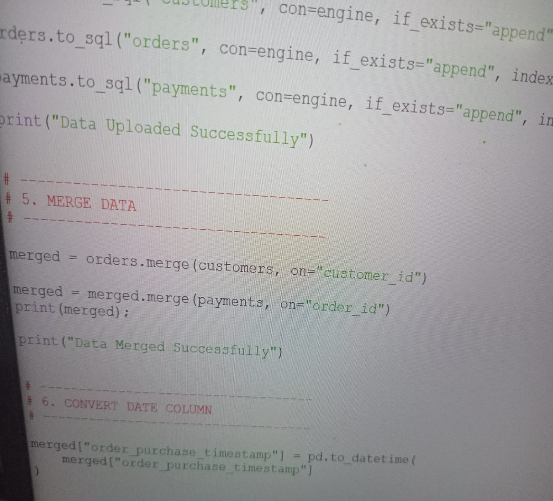 _sql("customers", con=engine, if_exists="append"
rders.to_sql("orders", con=engine, if_exists="append", index
ayments.to_sql("payments", con=engine, if_exists="append", in
print("Data Uploaded Successfully")
# ----------------------------------
# 5. MERGE DATA
# ----------------------------------
merged = orders.merge(customers, on="customer_id")
merged = merged.merge(payments, on="order_id")
print(merged);
print("Data Merged Successfully")
# ----------------------------------
# 6. CONVERT DATE COLUMN
# ----------------------------------
merged["order_purchase_timestamp"] = pd.to_datetime(
merged["order_purchase_timestamp"]
)